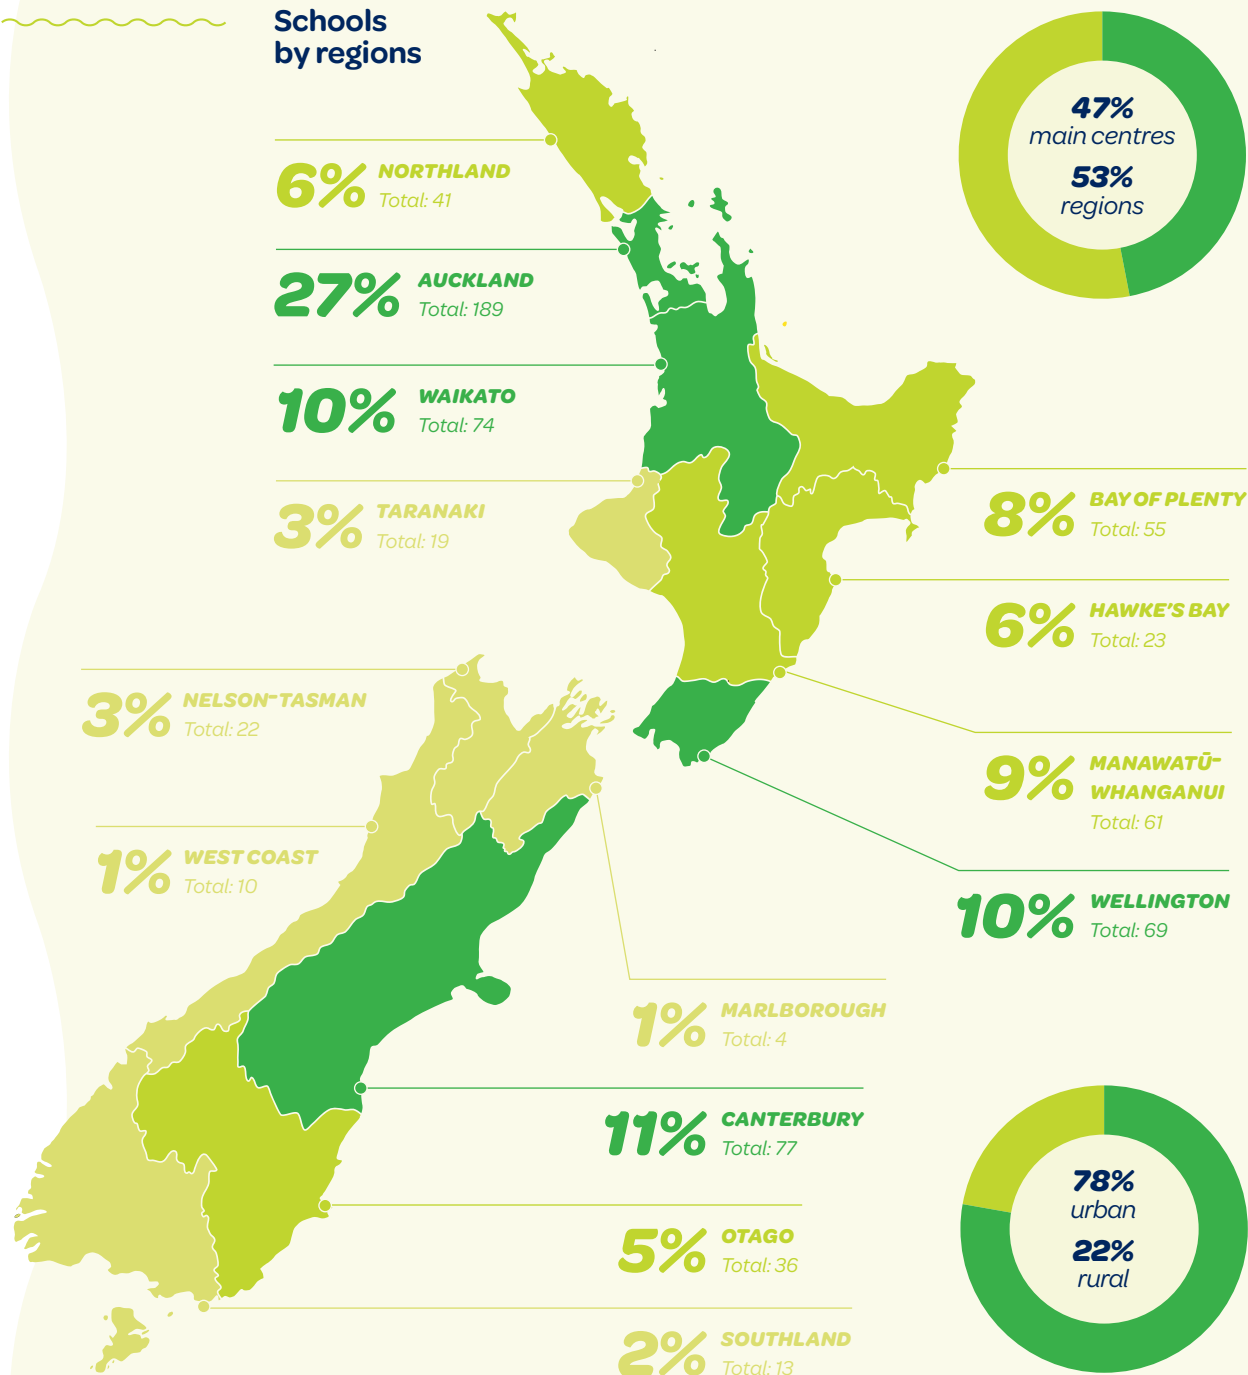 Schools
by regions
47%
main centres
53%
regions
6% NORTHLAND
Total: 41
27% AUCKLAND
Total: 189
10% WAIKATO
Total: 74
3% TARANAKI
Total: 19
8% BAY OF PLENTY
Total: 55
6% HAWKE'S BAY
Total: 23
9% MANAWATŪ-
WHANGANUI
Total: 61
10% WELLINGTON
Total: 69
3% NELSON-TASMAN
Total: 22
1% WEST COAST
Total: 10
1% MARLBOROUGH
Total: 4
11% CANTERBURY
Total: 77
5% OTAGO
Total: 36
2% SOUTHLAND
Total: 13
78%
urban
22%
rural